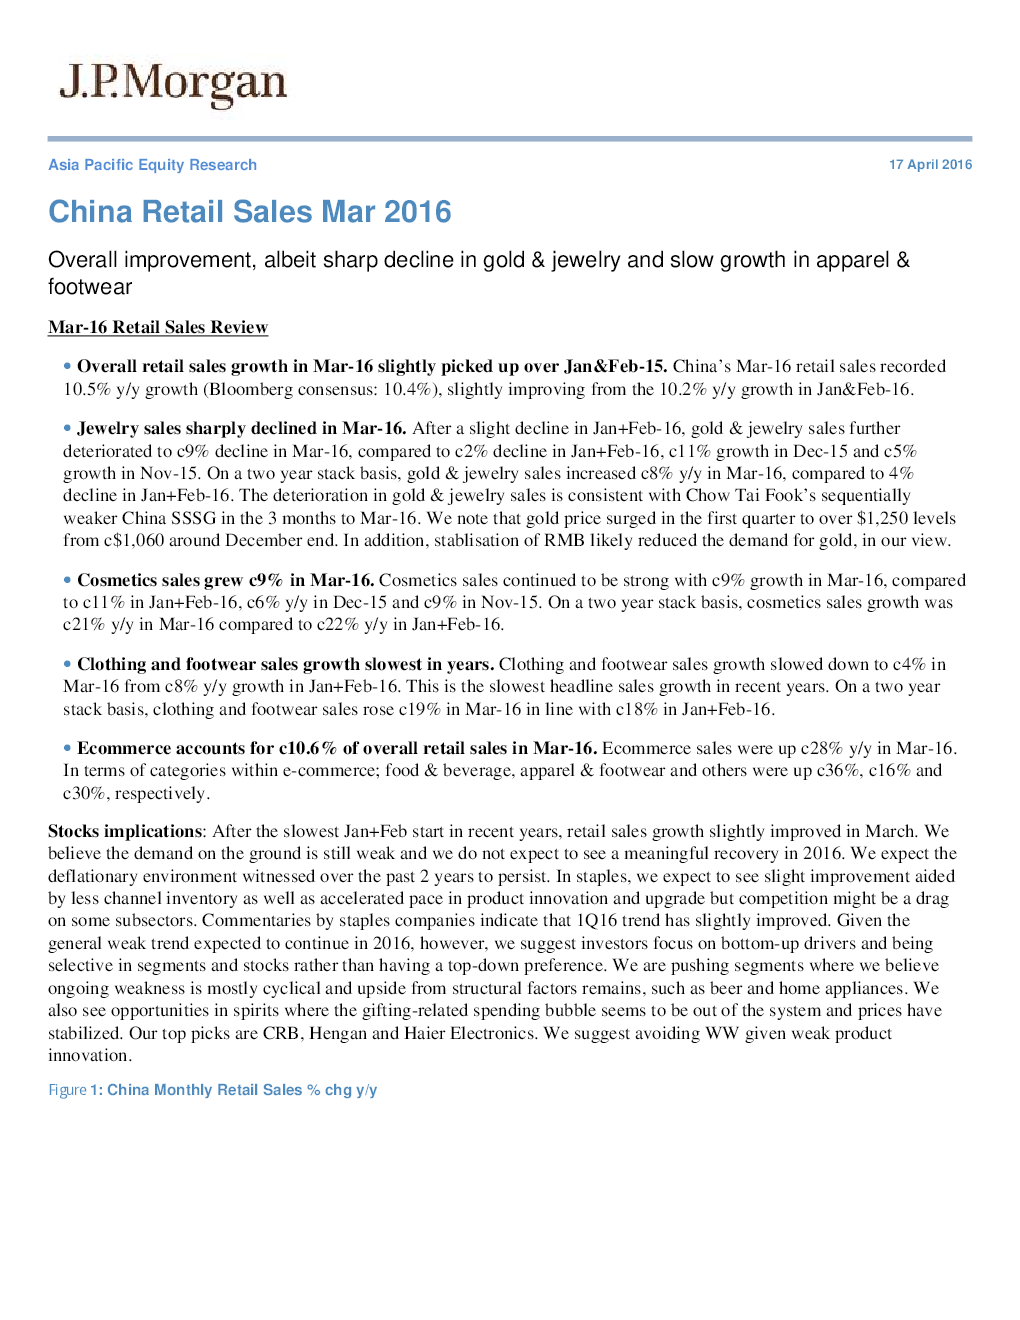 J.P.Morgan
Asia Pacific Equity Research
17 April 2016
China Retail Sales Mar 2016
Overall improvement, albeit sharp decline in gold & jewelry and slow growth in apparel &
footwear
Mar-16 Retail Sales Review
• Overall retail sales growth in Mar-16 slightly picked up over Jan&Feb-15. China’s Mar-16 retail sales recorded
10.5% y/y growth (Bloomberg consensus: 10.4%), slightly improving from the 10.2% y/y growth in Jan&Feb-16.
• Jewelry sales sharply declined in Mar-16. After a slight decline in Jan+Feb-16, gold & jewelry sales further
deteriorated to c9% decline in Mar-16, compared to c2% decline in Jan+Feb-16, c11% growth in Dec-15 and c5%
growth in Nov-15. On a two year stack basis, gold & jewelry sales increased c8% y/y in Mar-16, compared to 4%
decline in Jan+Feb-16. The deterioration in gold & jewelry sales is consistent with Chow Tai Fook’s sequentially
weaker China SSSG in the 3 months to Mar-16. We note that gold price surged in the first quarter to over $1,250 levels
from c$1,060 around December end. In addition, stablisation of RMB likely reduced the demand for gold, in our view.
• Cosmetics sales grew c9% in Mar-16. Cosmetics sales continued to be strong with c9% growth in Mar-16, compared
to c11% in Jan+Feb-16, c6% y/y in Dec-15 and c9% in Nov-15. On a two year stack basis, cosmetics sales growth was
c21% y/y in Mar-16 compared to c22% y/y in Jan+Feb-16.
• Clothing and footwear sales growth slowest in years. Clothing and footwear sales growth slowed down to c4% in
Mar-16 from c8% y/y growth in Jan+Feb-16. This is the slowest headline sales growth in recent years. On a two year
stack basis, clothing and footwear sales rose c19% in Mar-16 in line with c18% in Jan+Feb-16.
• Ecommerce accounts for c10.6% of overall retail sales in Mar-16. Ecommerce sales were up c28% y/y in Mar-16.
In terms of categories within e-commerce; food & beverage, apparel & footwear and others were up c36%, c16% and
c30%, respectively.
Stocks implications: After the slowest Jan+Feb start in recent years, retail sales growth slightly improved in March. We
believe the demand on the ground is still weak and we do not expect to see a meaningful recovery in 2016. We expect the
deflationary environment witnessed over the past 2 years to persist. In staples, we expect to see slight improvement aided
by less channel inventory as well as accelerated pace in product innovation and upgrade but competition might be a drag
on some subsectors. Commentaries by staples companies indicate that 1Q16 trend has slightly improved. Given the
general weak trend expected to continue in 2016, however, we suggest investors focus on bottom-up drivers and being
selective in segments and stocks rather than having a top-down preference. We are pushing segments where we believe
ongoing weakness is mostly cyclical and upside from structural factors remains, such as beer and home appliances. We
also see opportunities in spirits where the gifting-related spending bubble seems to be out of the system and prices have
stabilized. Our top picks are CRB, Hengan and Haier Electronics. We suggest avoiding WW given weak product
innovation.
Figure 1: China Monthly Retail Sales % chg y/y